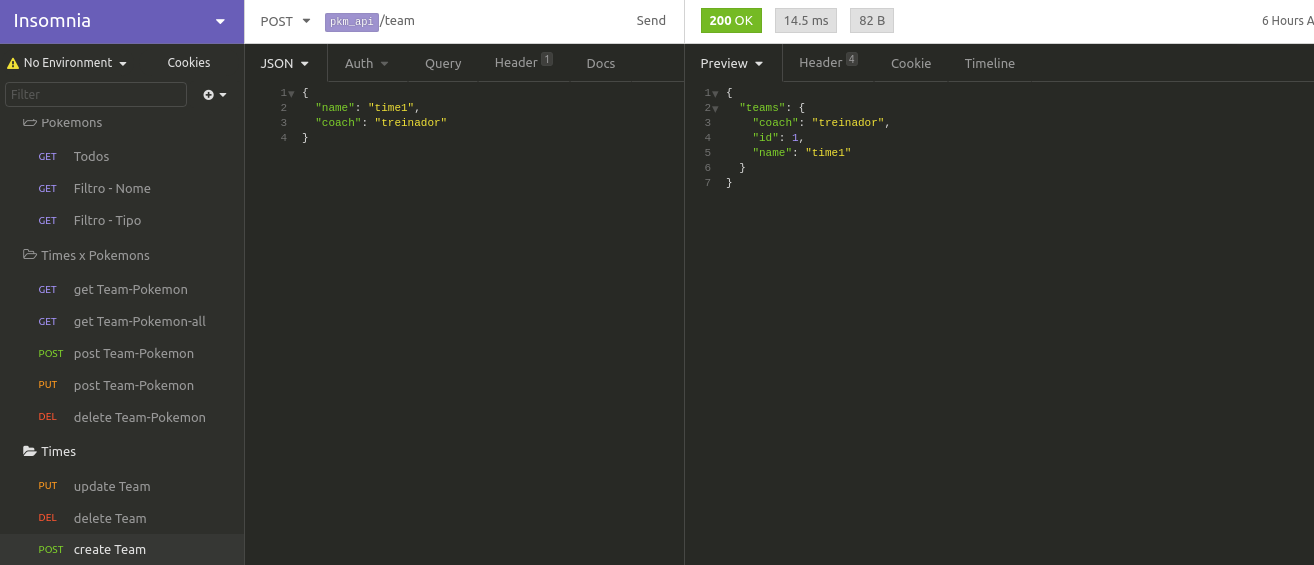 Insomnia
No Environment
Cookies
Filter
Pokemons
GET Todos
GET Filtro - Nome
GET Filtro - Tipo
Times x Pokemons
GET get Team-Pokemon
GET get Team-Pokemon-all
POST post Team-Pokemon
PUT post Team-Pokemon
DEL delete Team-Pokemon
Times
PUT update Team
DEL delete Team
POST create Team
POST pkm_api/team Send
JSON Auth Query Header 1 Docs
1 {
2 "name": "time1",
3 "coach": "treinador"
4 }
200 OK 14.5 ms 82 B 6 Hours A
Preview Header 4 Cookie Timeline
1 {
2 "teams": {
3 "coach": "treinador",
4 "id": 1,
5 "name": "time1"
6 }
7 }